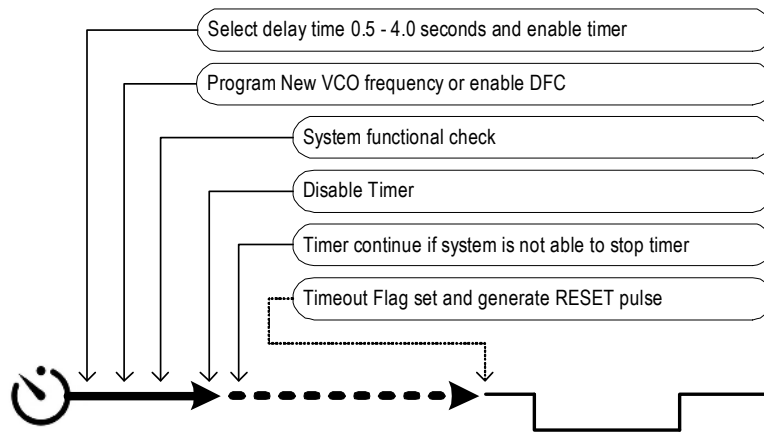 Select delay time 0.5 - 4.0 seconds and enable timer
Program New VCO frequency or enable DFC
System functional check
Disable Timer
Timer continue if system is not able to stop timer
Timeout Flag set and generate RESET pulse